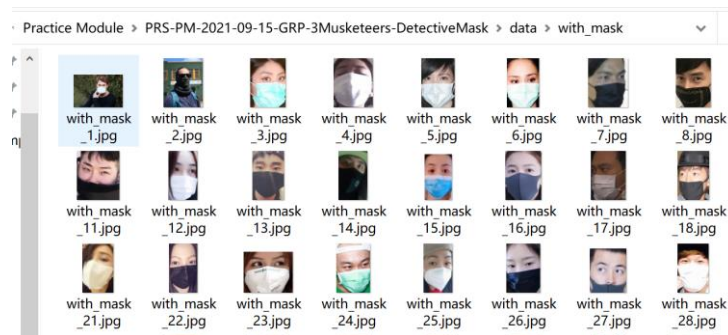 Practice Module > PRS-PM-2021-09-15-GRP-3Musketeers-DetectiveMask > data > with_mask
with_mask with_mask with_mask with_mask with_mask with_mask with_mask with_mask
_1.jpg _2.jpg _3.jpg _4.jpg _5.jpg _6.jpg _7.jpg _8.jpg
with_mask with_mask with_mask with_mask with_mask with_mask with_mask with_mask
_11.jpg _12.jpg _13.jpg _14.jpg _15.jpg _16.jpg _17.jpg _18.jpg
with_mask with_mask with_mask with_mask with_mask with_mask with_mask with_mask
_21.jpg _22.jpg _23.jpg _24.jpg _25.jpg _26.jpg _27.jpg _28.jpg